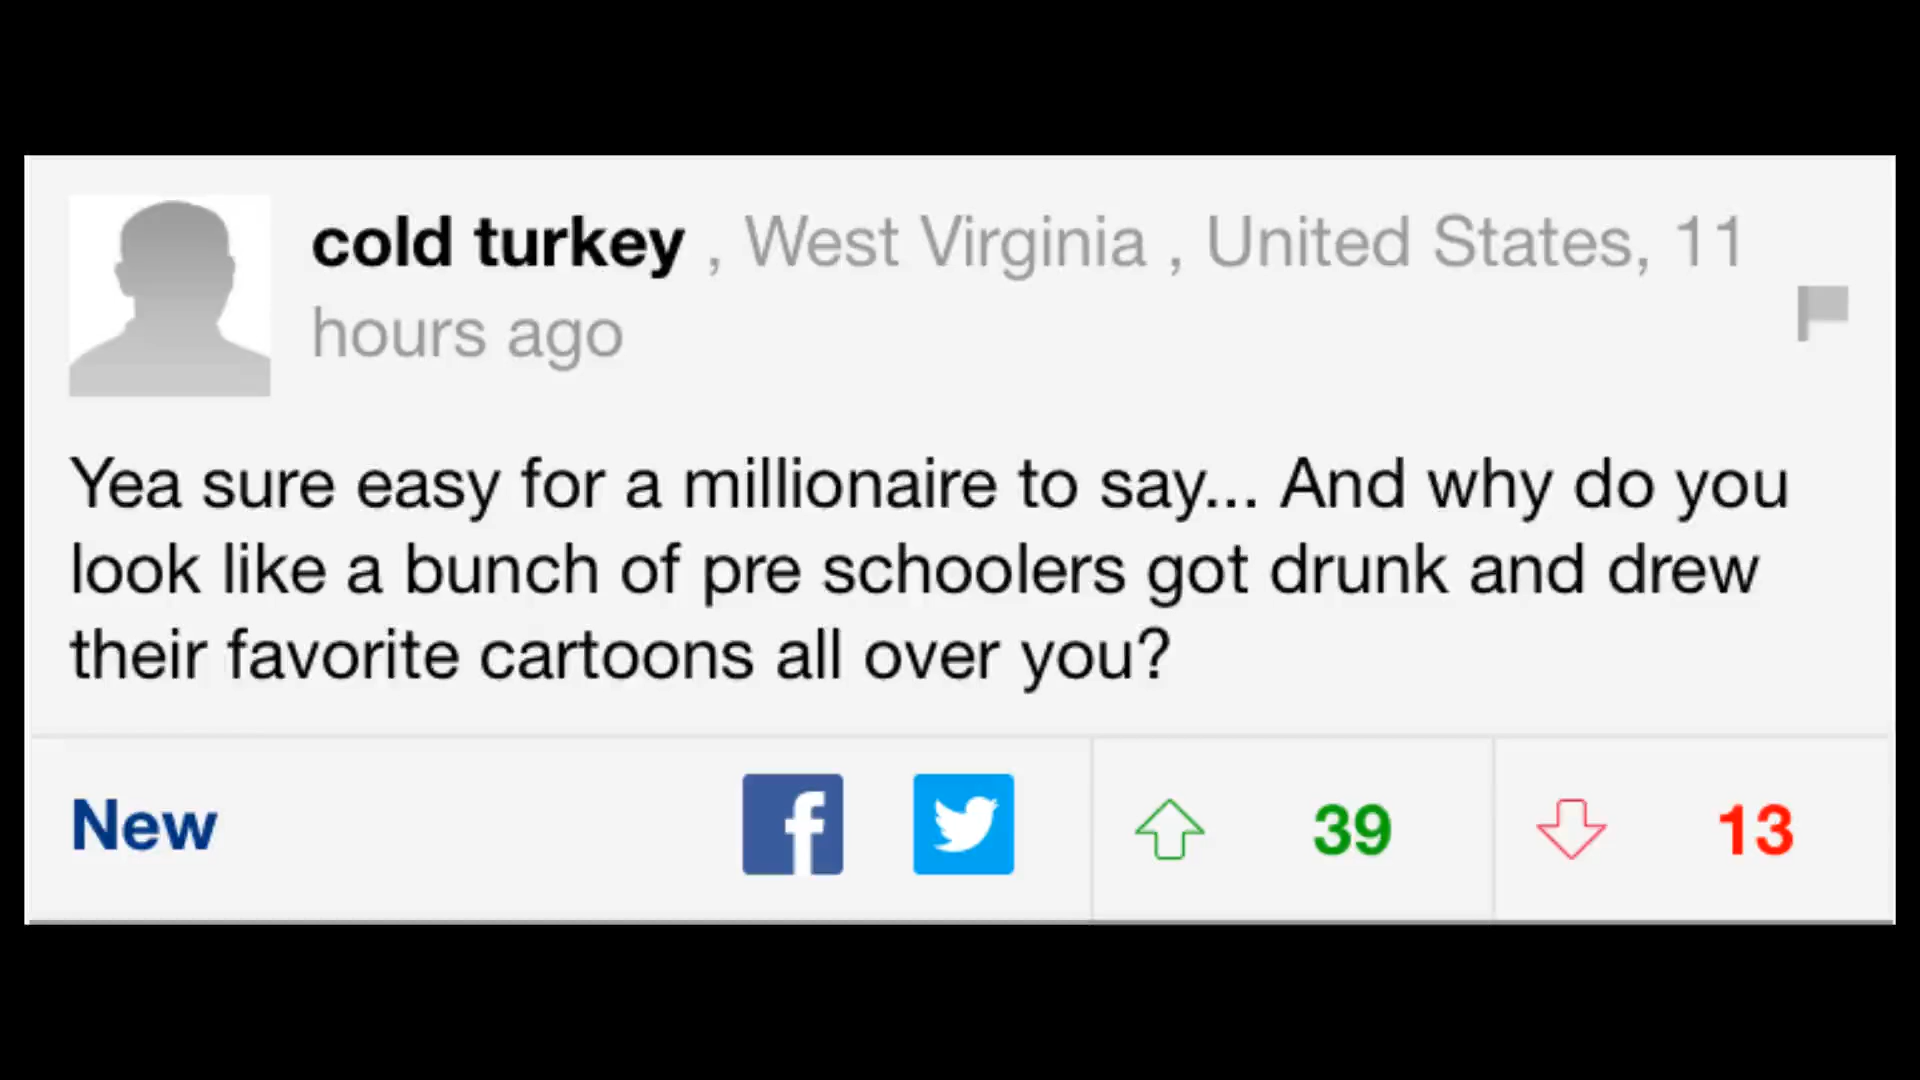 cold turkey , West Virginia , United States, 11
hours ago
Yea sure easy for a millionaire to say... And why do you
look like a bunch of pre schoolers got drunk and drew
their favorite cartoons all over you?
New 39 13